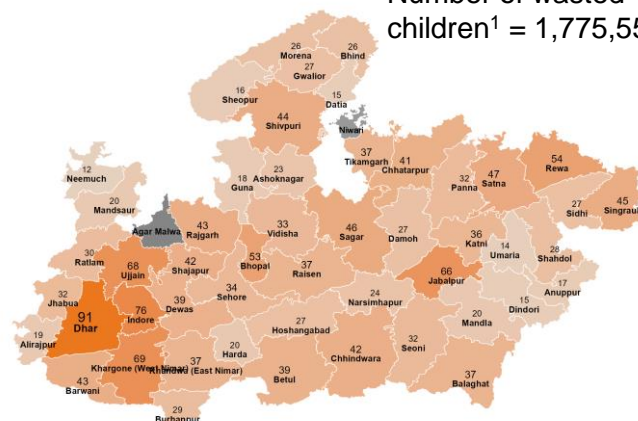 Number of wasted
children¹ = 1,775,55
26
Morena
26
Bhind
27
Gwalior
16
Sheopur
15
Datia
44
Shivpuri
Niwari
37
Tikamgarh
41
Chhatarpur
54
Rewa
47
Satna
32
Panna
45
Singraul
27
Sidhi
12
Neemuch
18
Guna
23
Ashoknagar
20
Mandsaur
Agar Malwa
43
Rajgarh
33
Vidisha
46
Sagar
27
Damoh
36
Katni
14
Umaria
28
Shahdol
30
Ratlam
68
Ujjain
42
Shajapur
53
Bhopal
37
Raisen
66
Jabalpur
17
Anuppur
32
Jhabua
91
Dhar
76
Indore
39
Dewas
34
Sehore
24
Narsimhapur
15
Dindori
20
Mandla
19
Alirajpur
27
Hoshangabad
20
Harda
32
Seoni
69
Khargone (West Nimar)
37
Khandwa (East Nimar)
42
Chhindwara
39
Betul
37
Balaghat
43
Barwani
29
Burhanpur